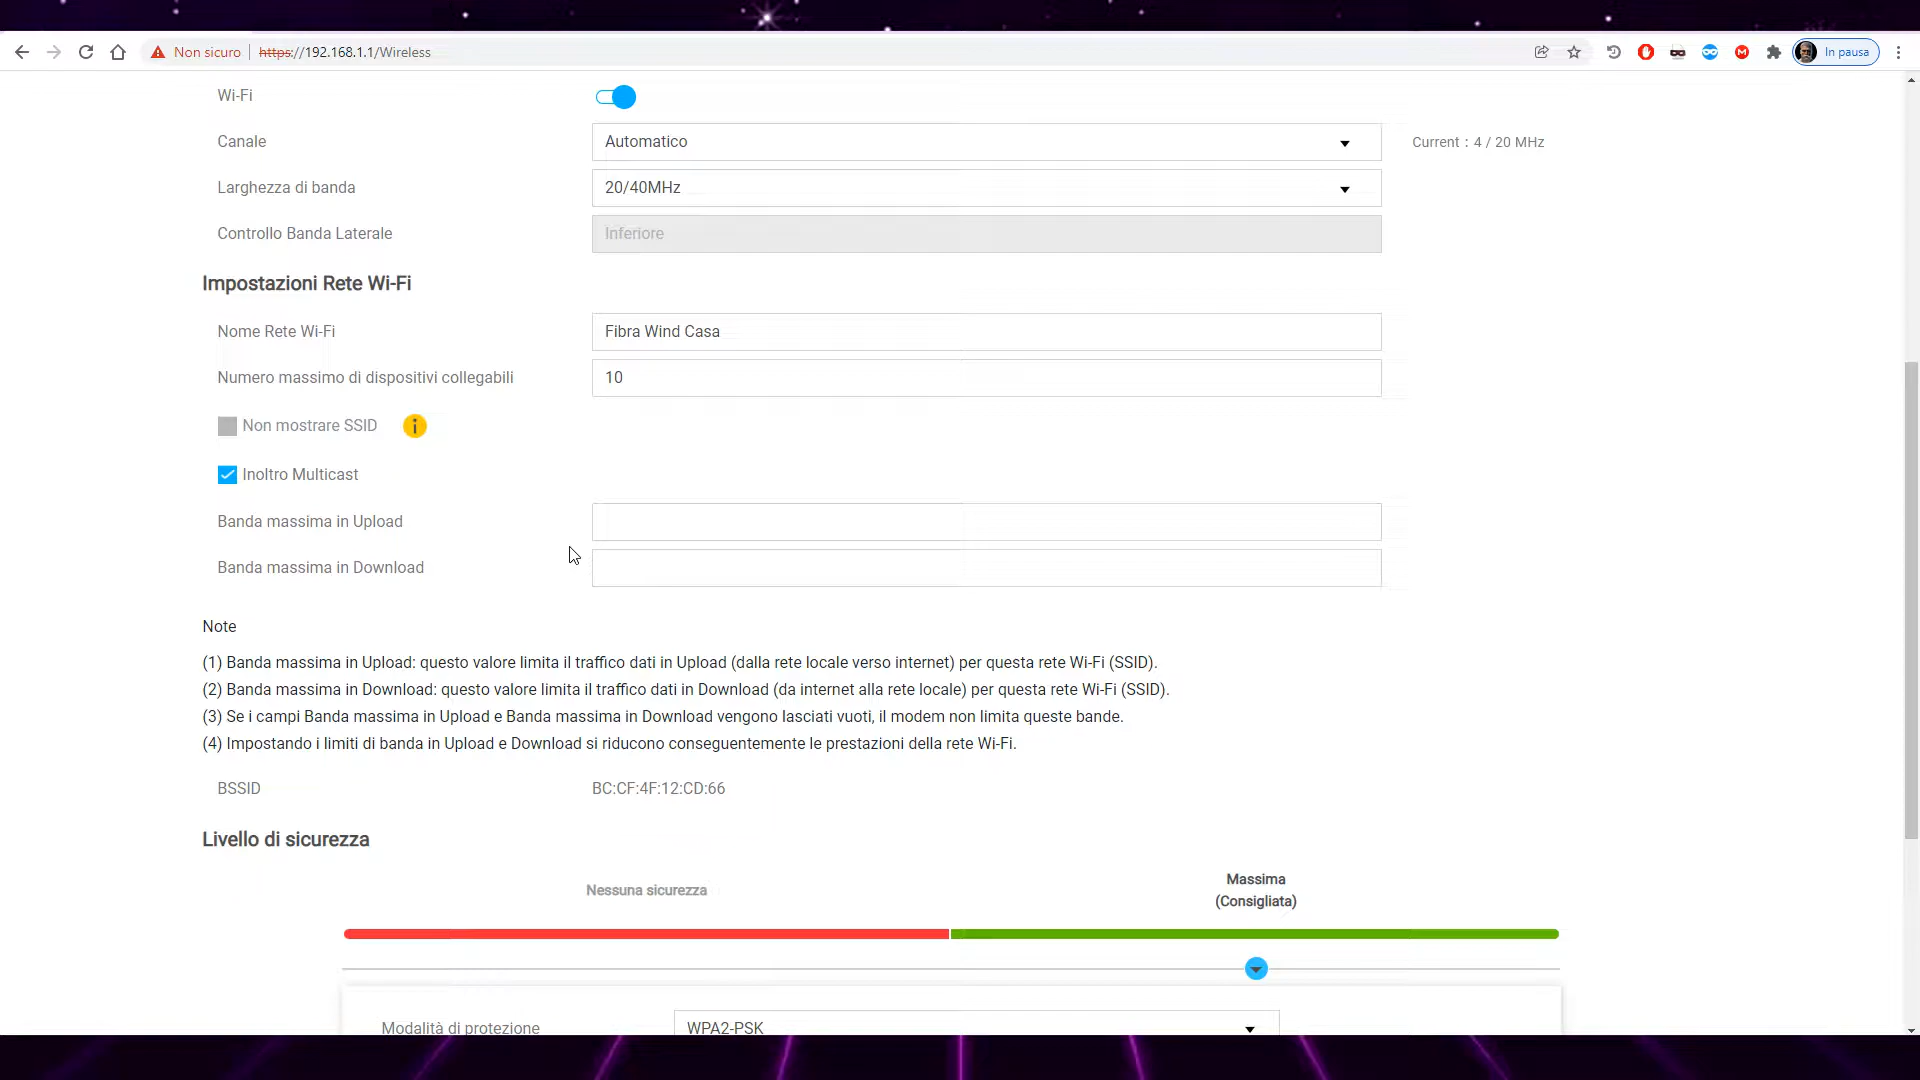 Non sicuro https://192.168.1.1/Wireless In pausa
Wi-Fi
Canale Automatico Current : 4 / 20 MHz
Larghezza di banda 20/40MHz
Controllo Banda Laterale Inferiore
Impostazioni Rete Wi-Fi
Nome Rete Wi-Fi Fibra Wind Casa
Numero massimo di dispositivi collegabili 10
Non mostrare SSID i
Inoltro Multicast
Banda massima in Upload
Banda massima in Download
Note
(1) Banda massima in Upload: questo valore limita il traffico dati in Upload (dalla rete locale verso internet) per questa rete Wi-Fi (SSID).
(2) Banda massima in Download: questo valore limita il traffico dati in Download (da internet alla rete locale) per questa rete Wi-Fi (SSID).
(3) Se i campi Banda massima in Upload e Banda massima in Download vengono lasciati vuoti, il modem non limita queste bande.
(4) Impostando i limiti di banda in Upload e Download si riducono conseguentemente le prestazioni della rete Wi-Fi.
BSSID BC:CF:4F:12:CD:66
Livello di sicurezza
Nessuna sicurezza
Massima
(Consigliata)
Modalità di protezione WPA2-PSK